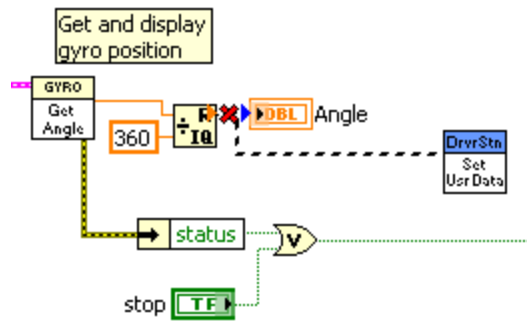 Get and display
gyro position
GYRO
Get
Angle
360
R
÷
IQ
DBL
Angle
DrvrStn
Set
UsrData
status
V
stop
TF